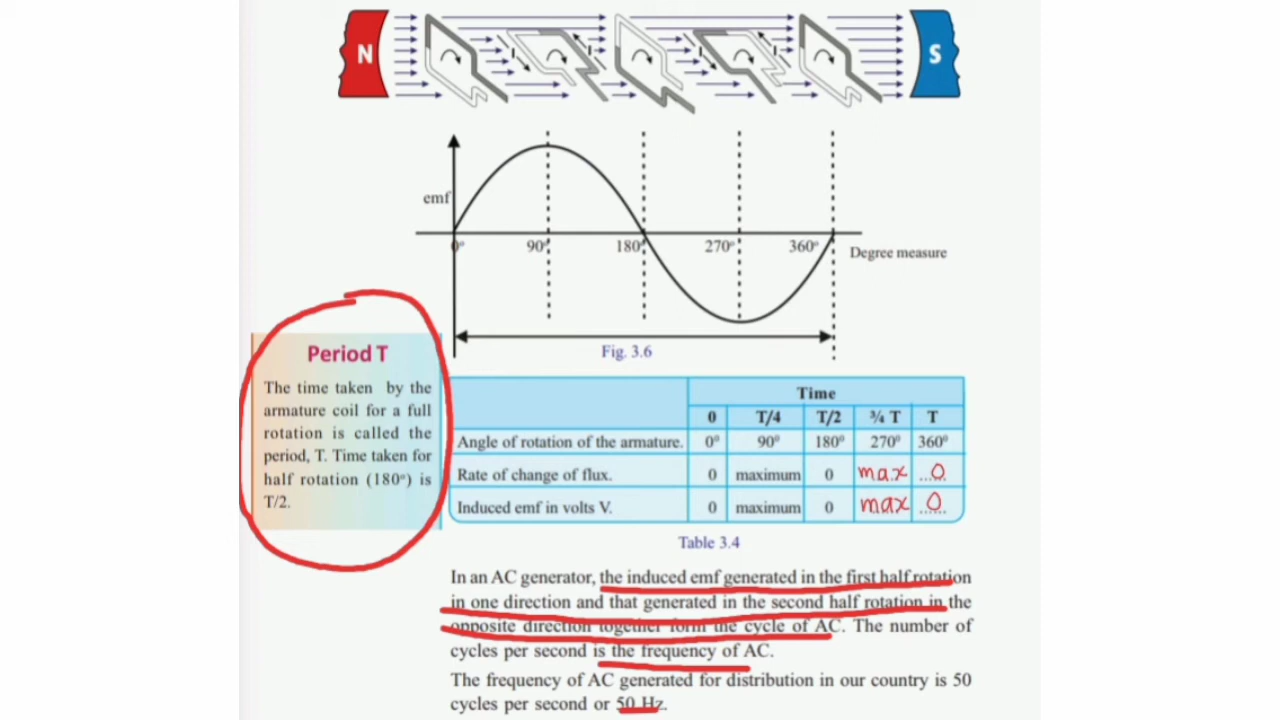 N
S
emf
0°
90°
180°
270°
360°
Degree measure
Fig. 3.6
Period T
The time taken by the
armature coil for a full
rotation is called the
period, T. Time taken for
half rotation (180°) is
T/2.
Time
0 T/4 T/2 ¾ T T
Angle of rotation of the armature. 0° 90° 180° 270° 360°
Rate of change of flux. 0 maximum 0 max ...0
Induced emf in volts V. 0 maximum 0 max 0
Table 3.4
In an AC generator, the induced emf generated in the first half rotation
in one direction and that generated in the second half rotation in the
opposite direction together form the cycle of AC. The number of
cycles per second is the frequency of AC.
The frequency of AC generated for distribution in our country is 50
cycles per second or 50 Hz.